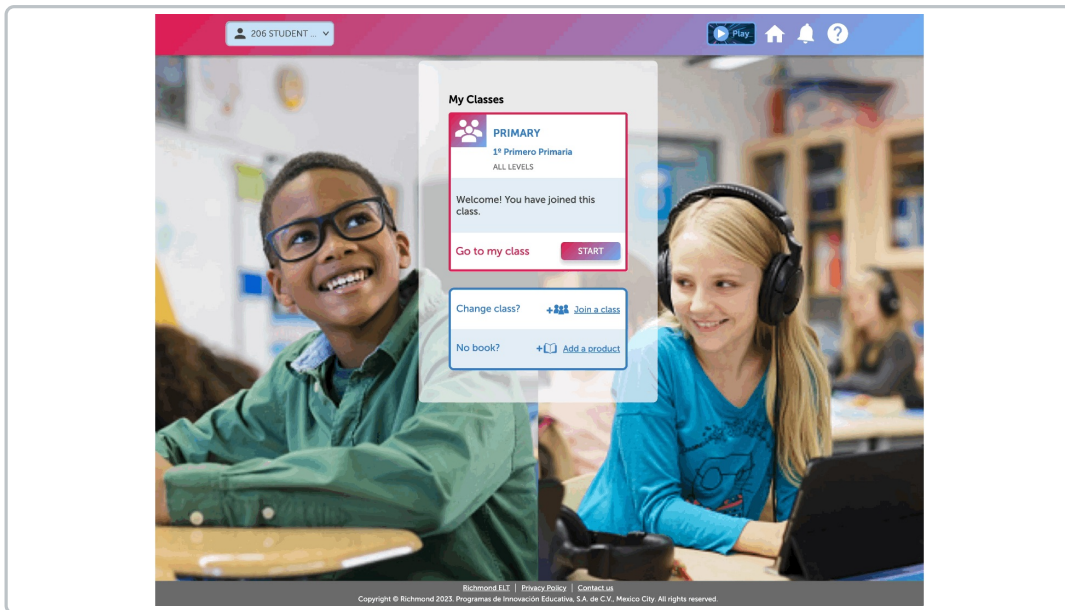 206 STUDENT ...
Play
My Classes
PRIMARY
1º Primero Primaria
ALL LEVELS
Welcome! You have joined this
class.
Go to my class START
Change class? + Join a class
No book? + Add a product
Richmond ELT | Privacy Policy | Contact us
Copyright © Richmond 2023. Programas de Innovación Educativa, S.A. de C.V., Mexico City. All rights reserved.